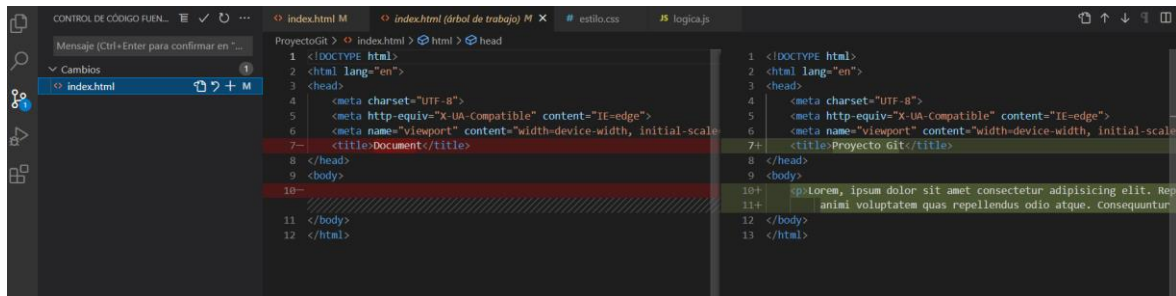 CONTROL DE CÓDIGO FUEN...
Mensaje (Ctrl+Enter para confirmar en "...
Cambios 1
index.html M
1
index.html M
index.html (árbol de trabajo) M
estilo.css
JS logica.js
ProyectoGit > index.html > html > head
1 <!DOCTYPE html>
2 <html lang="en">
3 <head>
4 <meta charset="UTF-8">
5 <meta http-equiv="X-UA-Compatible" content="IE=edge">
6 <meta name="viewport" content="width=device-width, initial-scale
7— <title>Document</title>
8 </head>
9 <body>
10—
11 </body>
12 </html>
1 <!DOCTYPE html>
2 <html lang="en">
3 <head>
4 <meta charset="UTF-8">
5 <meta http-equiv="X-UA-Compatible" content="IE=edge">
6 <meta name="viewport" content="width=device-width, initial-scale
7+ <title>Proyecto Git</title>
8 </head>
9 <body>
10+ <p>Lorem, ipsum dolor sit amet consectetur adipisicing elit. Rep
11+ animi voluptatem quas repellendus odio atque. Consequuntur
12 </body>
13 </html>